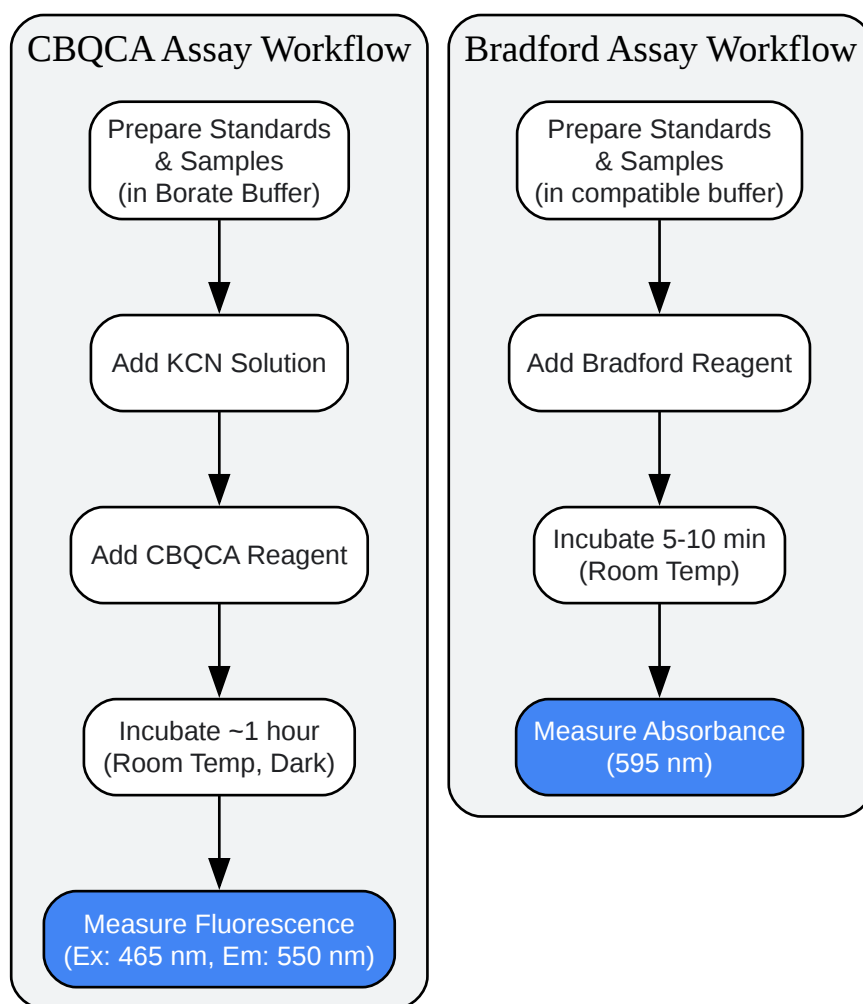 CBQCA Assay Workflow
Prepare Standards
& Samples
(in Borate Buffer)
Add KCN Solution
Add CBQCA Reagent
Incubate ~1 hour
(Room Temp, Dark)
Measure Fluorescence
(Ex: 465 nm, Em: 550 nm)
Bradford Assay Workflow
Prepare Standards
& Samples
(in compatible buffer)
Add Bradford Reagent
Incubate 5-10 min
(Room Temp)
Measure Absorbance
(595 nm)